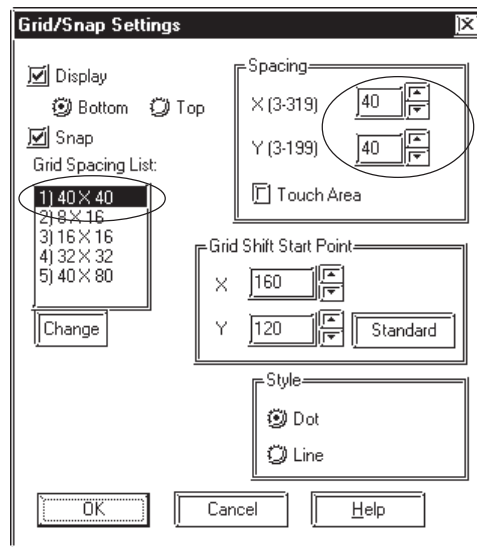 Grid/Snap Settings
Display
Bottom Top
Snap
Grid Spacing List:
1) 40 X 40
2) 8 X 16
3) 16 X 16
4) 32 X 32
5) 40 X 80
Change
Spacing
X (3-319) 40
Y (3-199) 40
Touch Area
Grid Shift Start Point
X 160
Y 120 Standard
Style
Dot
Line
OK Cancel Help